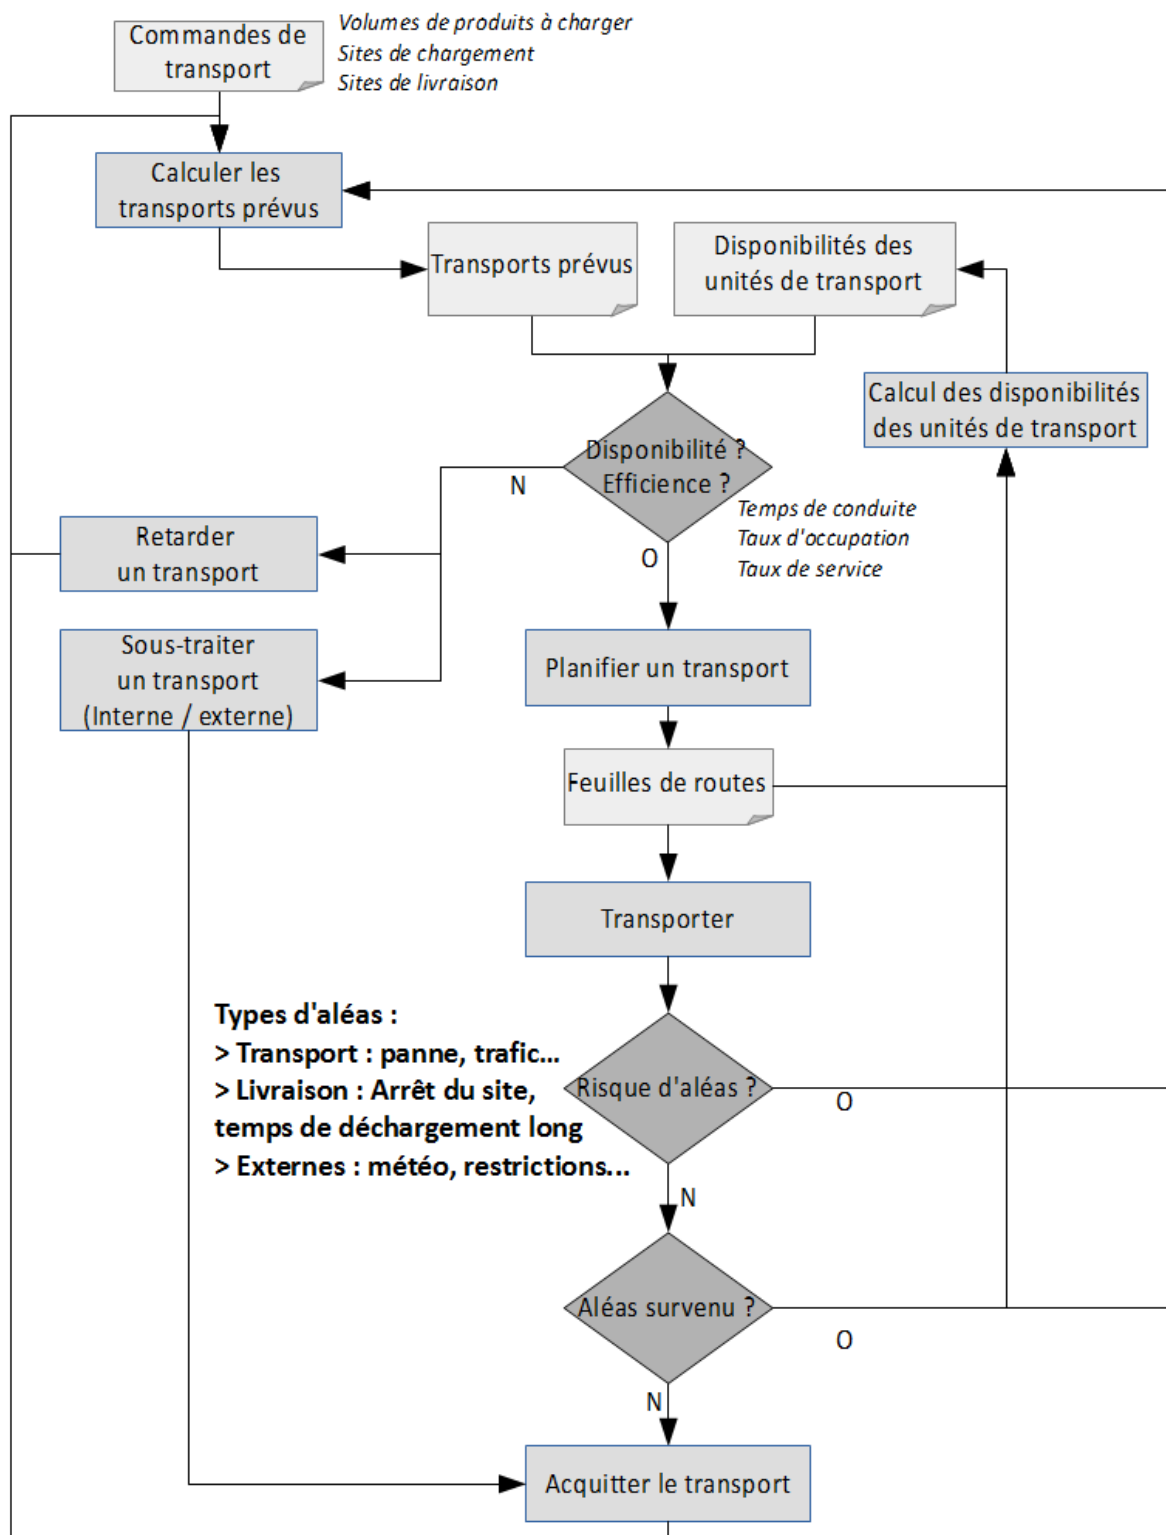 Commandes de
transport
Volumes de produits à charger
Sites de chargement
Sites de livraison
Calculer les
transports prévus
Transports prévus
Disponibilités des
unités de transport
Calcul des disponibilités
des unités de transport
Disponibilité ?
Efficience ?
N
Temps de conduite
Taux d'occupation
Taux de service
O
Retarder
un transport
Sous-traiter
un transport
(Interne / externe)
Planifier un transport
Feuilles de routes
Transporter
Types d'aléas :
> Transport : panne, trafic...
> Livraison : Arrêt du site,
temps de déchargement long
> Externes : météo, restrictions...
Risque d'aléas ?
O
N
Aléas survenu ?
O
N
Acquitter le transport